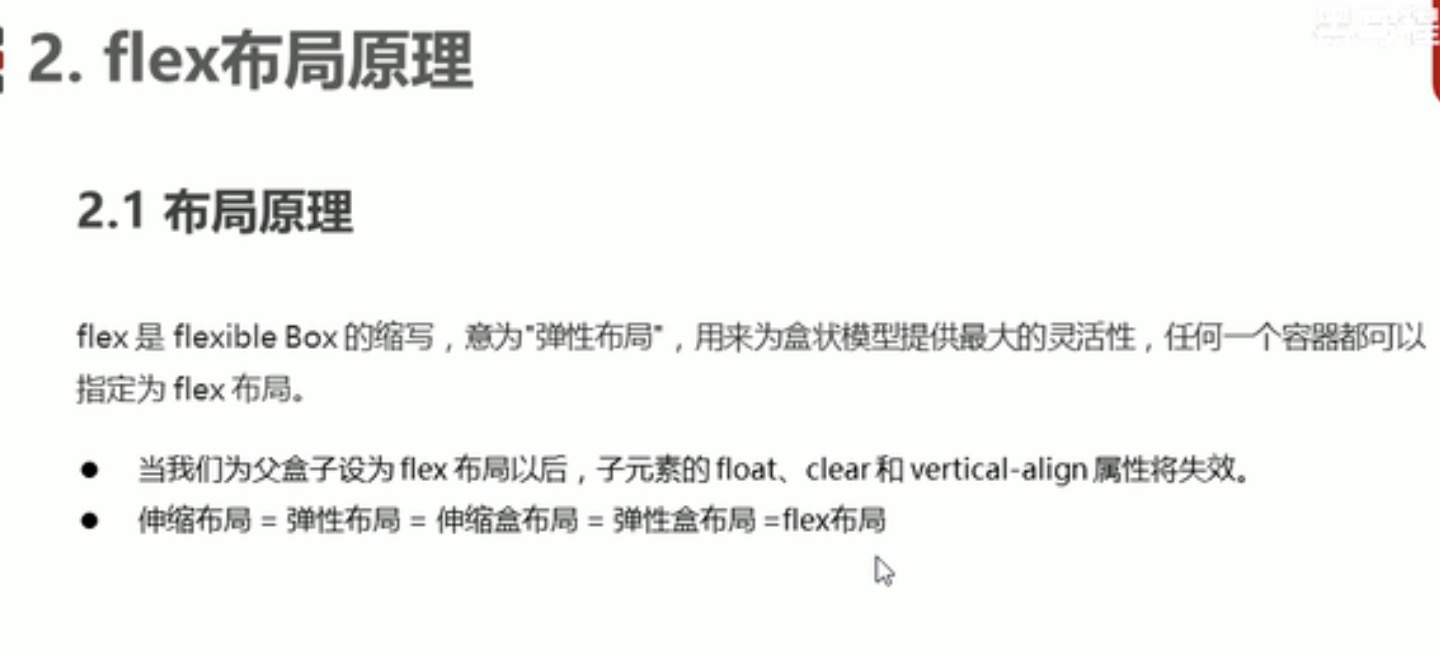 2. flex布局原理
2.1 布局原理
flex 是 flexible Box 的缩写，意为"弹性布局"，用来为盒状模型提供最大的灵活性，任何一个容器都可以
指定为 flex 布局。
● 当我们为父盒子设为 flex 布局以后，子元素的 float、clear 和 vertical-align 属性将失效。
● 伸缩布局 = 弹性布局 = 伸缩盒布局 = 弹性盒布局 =flex布局